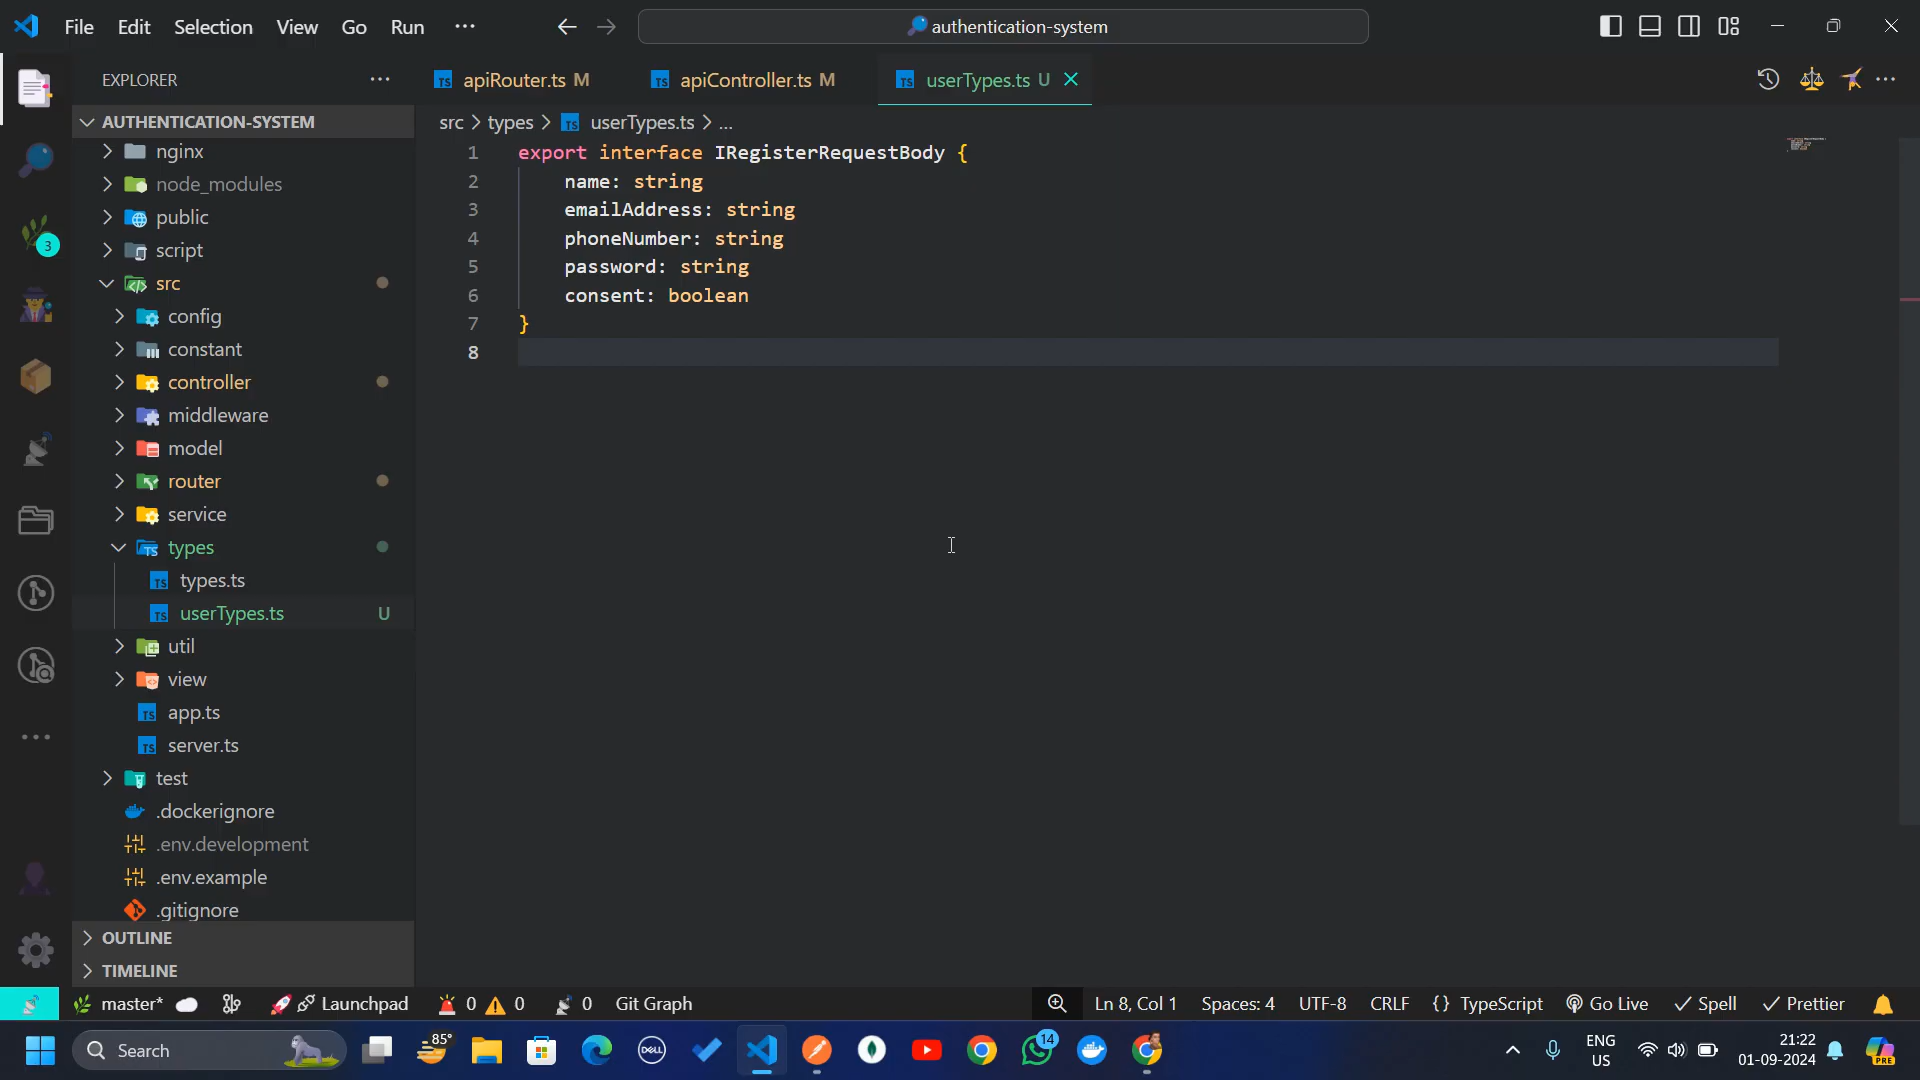 File Edit Selection View Go Run
authentication-system
EXPLORER
apiRouter.ts M
apiController.ts M
userTypes.ts U
AUTHENTICATION-SYSTEM
nginx
node_modules
public
script
src
config
constant
controller
middleware
model
router
service
types
types.ts
userTypes.ts U
util
view
app.ts
server.ts
test
.dockerignore
.env.development
.env.example
.gitignore
OUTLINE
TIMELINE
3
src > types > TS userTypes.ts > ...
1 export interface IRegisterRequestBody {
2 name: string
3 emailAddress: string
4 phoneNumber: string
5 password: string
6 consent: boolean
7 }
8
master* Launchpad 0 0 0 Git Graph
Ln 8, Col 1 Spaces: 4 UTF-8 CRLF {} TypeScript Go Live Spell Prettier
Search
85°
DELL
14
ENG
US
21:22
01-09-2024
PRE